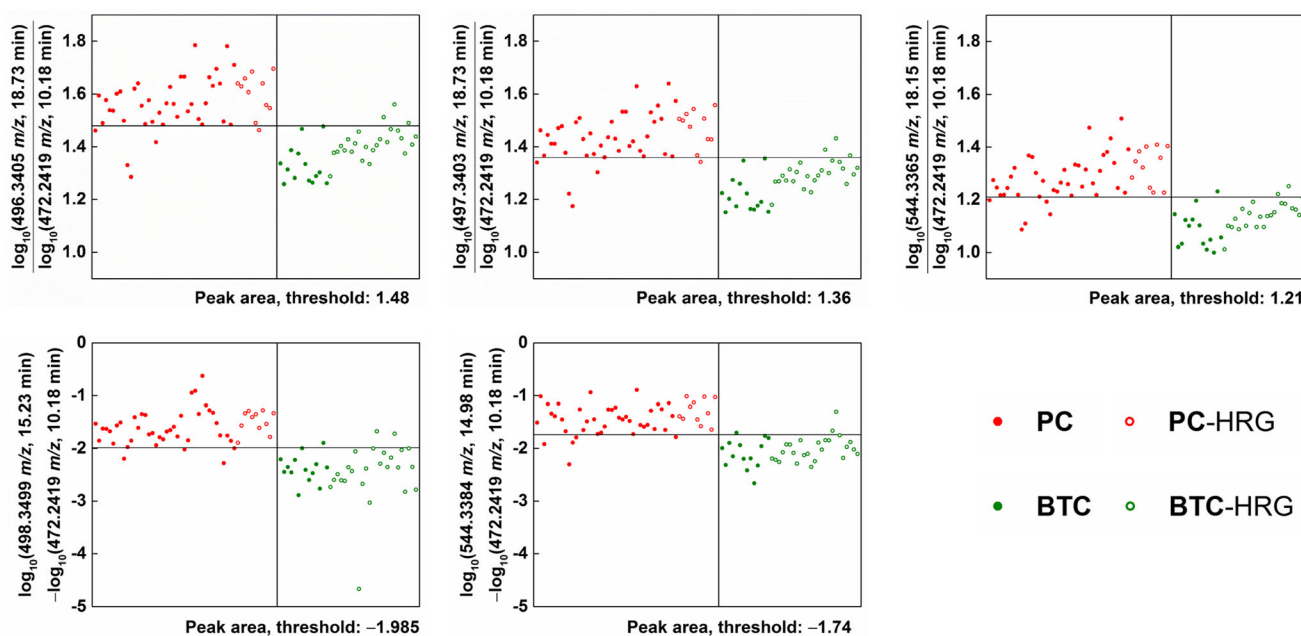 log10(496.3405 m/z, 18.73 min)
log10(472.2419 m/z, 10.18 min)
1.8
1.6
1.4
1.2
1.0
Peak area, threshold: 1.48
log10(497.3403 m/z, 18.73 min)
log10(472.2419 m/z, 10.18 min)
1.8
1.6
1.4
1.2
1.0
Peak area, threshold: 1.36
log10(544.3365 m/z, 18.15 min)
log10(472.2419 m/z, 10.18 min)
1.8
1.6
1.4
1.2
1.0
Peak area, threshold: 1.21
log10(498.3499 m/z, 15.23 min)
−log10(472.2419 m/z, 10.18 min)
0
-1
-2
-3
-4
-5
Peak area, threshold: −1.985
log10(544.3384 m/z, 14.98 min)
−log10(472.2419 m/z, 10.18 min)
0
-1
-2
-3
-4
-5
Peak area, threshold: −1.74
PC
PC-HRG
BTC
BTC-HRG